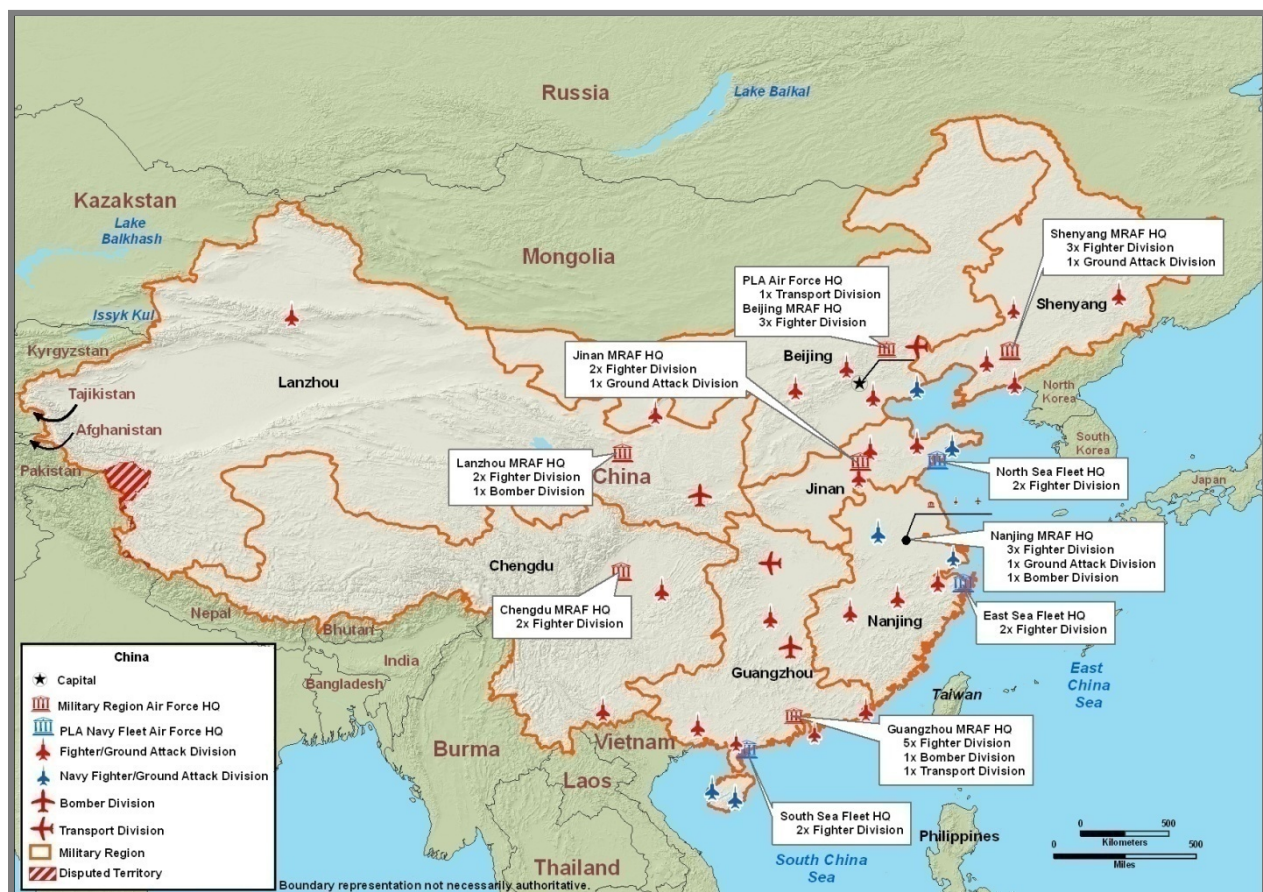 Russia
Lake Baikal
Kazakstan
Lake
Balkhash
Mongolia
Shenyang MRAF HQ
3x Fighter Division
1x Ground Attack Division
PLA Air Force HQ
1x Transport Division
Beijing MRAF HQ
3x Fighter Division
Shenyang
Issyk Kul
Kyrgyzstan
Jinan MRAF HQ
2x Fighter Division
1x Ground Attack Division
Beijing
Lanzhou
North
Korea
Tajikistan
Afghanistan
South
Korea
Pakistan
Lanzhou MRAF HQ
2x Fighter Division
1x Bomber Division
China
Jinan
North Sea Fleet HQ
2x Fighter Division
Japan
Nanjing MRAF HQ
3x Fighter Division
1x Ground Attack Division
1x Bomber Division
Chengdu
Chengdu MRAF HQ
2x Fighter Division
Nepal
Bhutan
Nanjing
East Sea Fleet HQ
2x Fighter Division
India
Bangladesh
Guangzhou
East
China
Sea
Taiwan
Burma
Vietnam
Laos
Guangzhou MRAF HQ
5x Fighter Division
1x Bomber Division
1x Transport Division
South Sea Fleet HQ
2x Fighter Division
Philippines
Thailand
South China
Sea
0 500
Kilometers
0 500
Miles
China
Capital
Military Region Air Force HQ
PLA Navy Fleet Air Force HQ
Fighter/Ground Attack Division
Navy Fighter/Ground Attack Division
Bomber Division
Transport Division
Military Region
Disputed Territory
Boundary representation not necessarily authoritative.